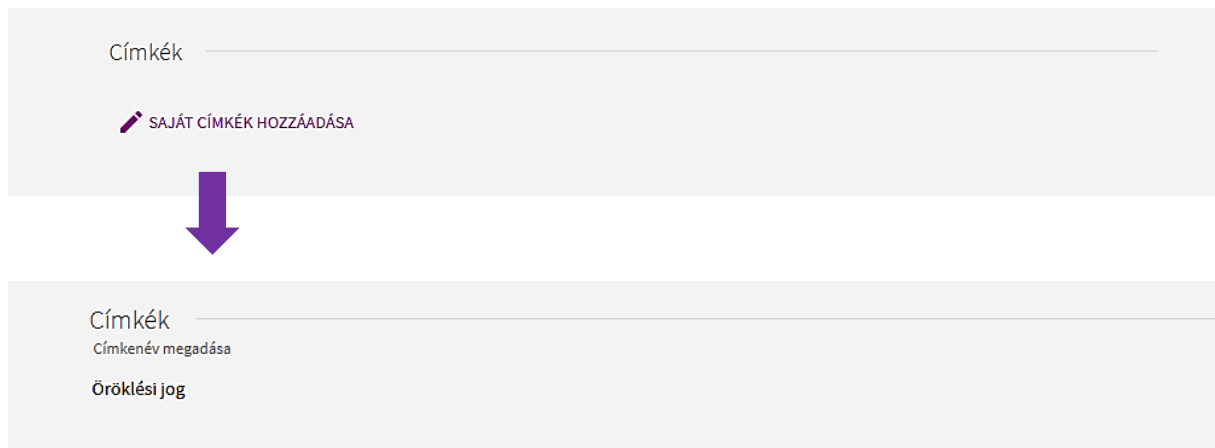 Címkék
SAJÁT CÍMKÉK HOZZÁADÁSA
Címkék
Címkenév megadása
Öröklési jog